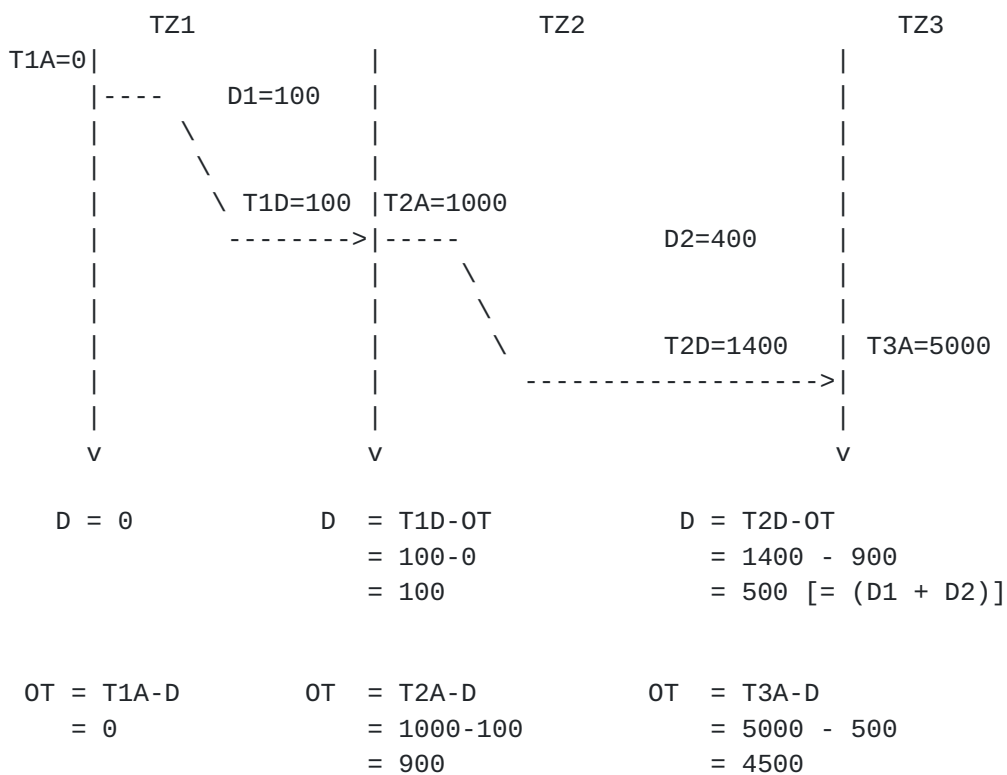 TZ1                      TZ2                    TZ3
T1A=0|                  |                              |
     |----    D1=100    |                              |
     |     \            |                              |
     |      \           |                              |
     |       \ T1D=100  |T2A=1000                      |
     |        -------->|-----             D2=400      |
     |                  |     \                        |
     |                  |      \                       |
     |                  |       \          T2D=1400   | T3A=5000
     |                  |         ------------------->|
     |                  |                              |
     v                  v                              v
   D = 0            D  = T1D-OT            D = T2D-OT
                       = 100-0               = 1400 - 900
                       = 100                 = 500 [= (D1 + D2)]
 OT = T1A-D        OT  = T2A-D           OT  = T3A-D
    = 0                = 1000-100            = 5000 - 500
                       = 900                 = 4500